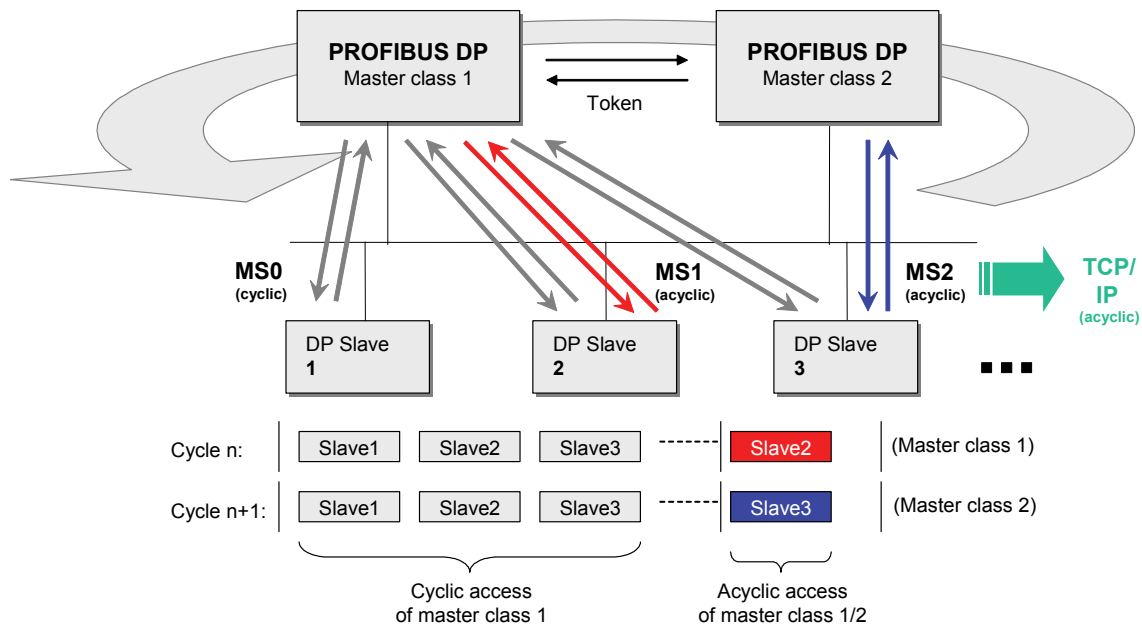 PROFIBUS DP
Master class 1
PROFIBUS DP
Master class 2
Token
MS0
(cyclic)
MS1
(acyclic)
MS2
(acyclic)
TCP/
IP
(acyclic)
DP Slave
1
DP Slave
2
DP Slave
3
Cycle n:
Slave1
Slave2
Slave3
Slave2
(Master class 1)
Cycle n+1:
Slave1
Slave2
Slave3
Slave3
(Master class 2)
Cyclic access
of master class 1
Acyclic access
of master class 1/2